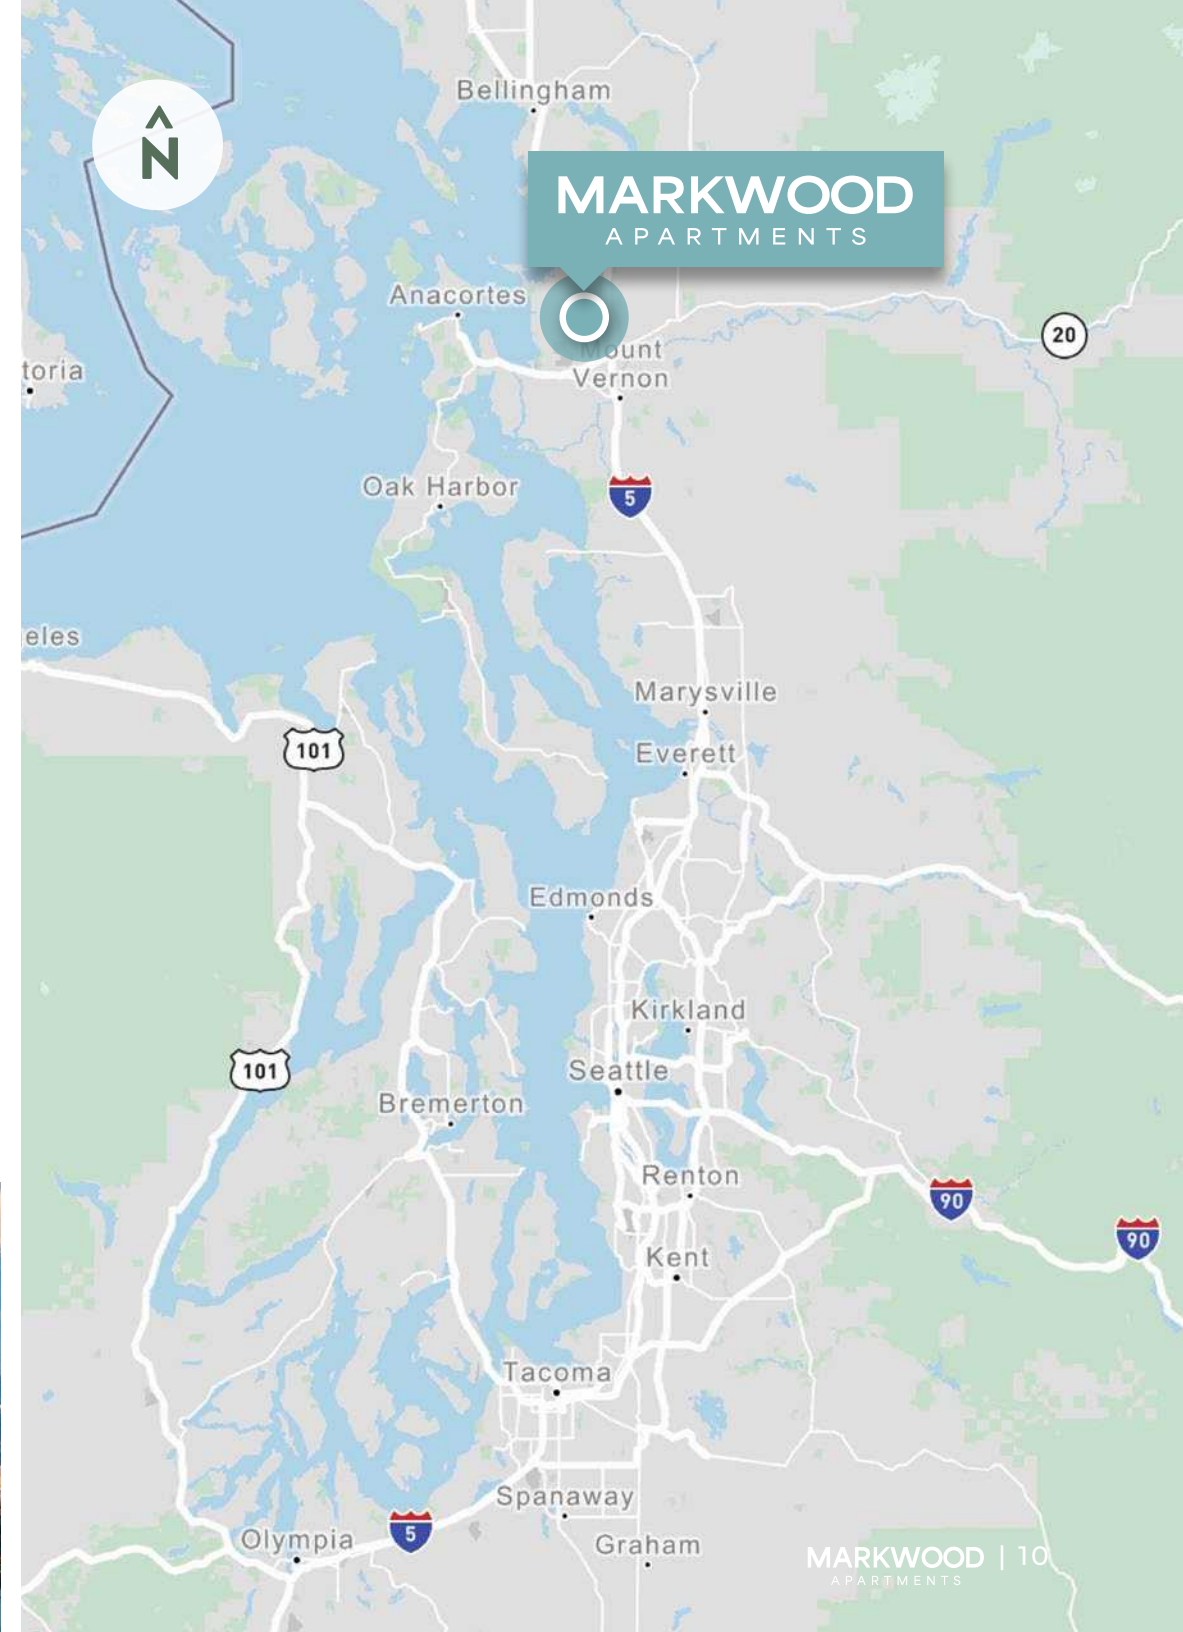 Bellingham
N
MARKWOOD
APARTMENTS
Anacortes
20
Mount
Vernon
toria
Oak Harbor
5
eles
Marysville
101
Everett
Edmonds
Kirkland
101
Seattle
Bremerton
Renton
90
90
Kent
Tacoma
Spanaway
5
Olympia
Graham
MARKWOOD | 10
APARTMENTS